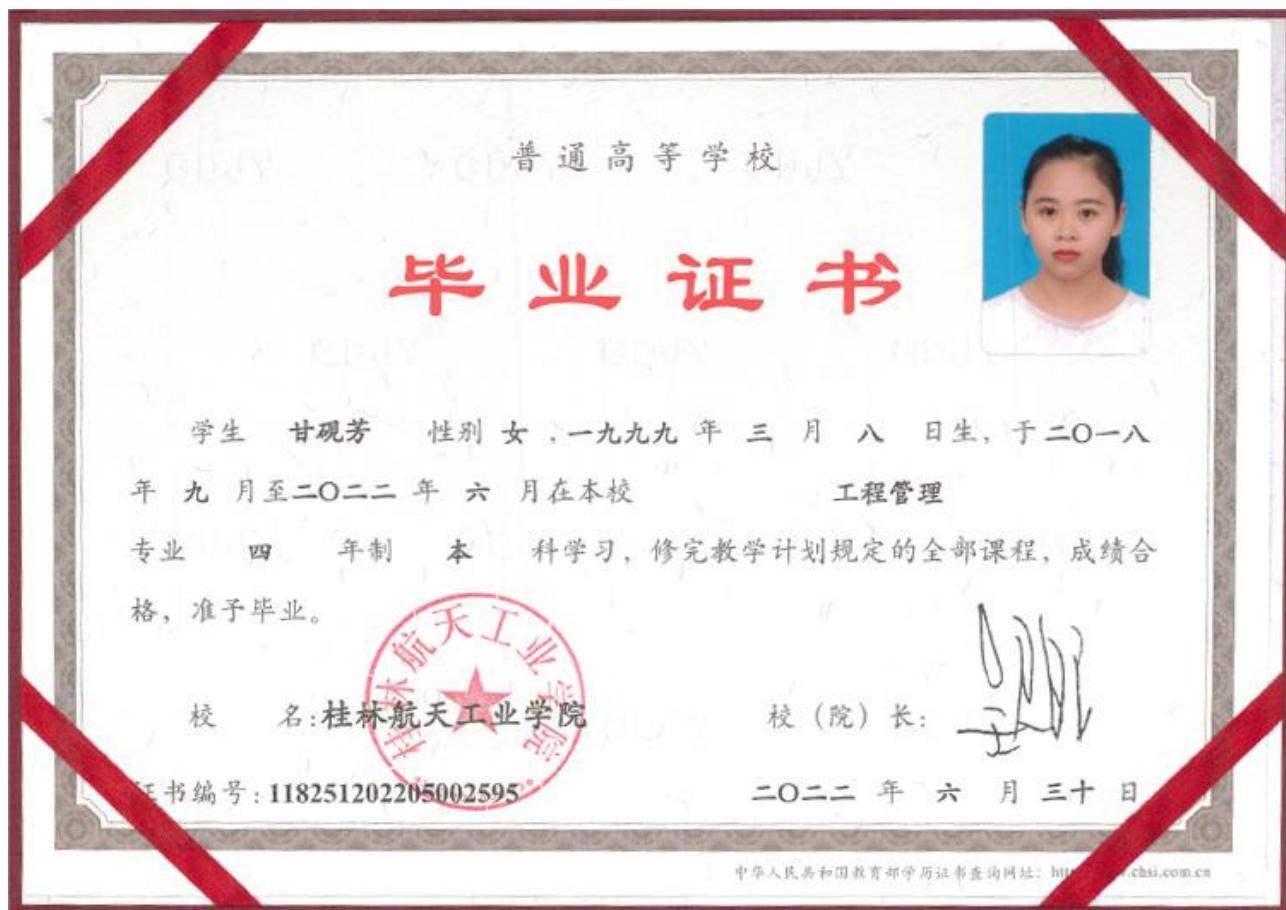 普通高等学校
毕业证书
学生 甘砚芳 性别 女 ,一九九九 年 三 月 八 日生, 于二〇一八
年 九 月至二〇二二 年 六 月在本校 工程管理
专业 四 年制 本 科学习, 修完教学计划规定的全部课程, 成绩合
格, 准予毕业。
桂林航天工业学院
校 名:桂林航天工业学院 校（院）长:
书编号: 118251202205002595 二〇二二 年 六 月 三十 日
中华人民共和国教育部学历证书查询网址: .chsi.com.cn